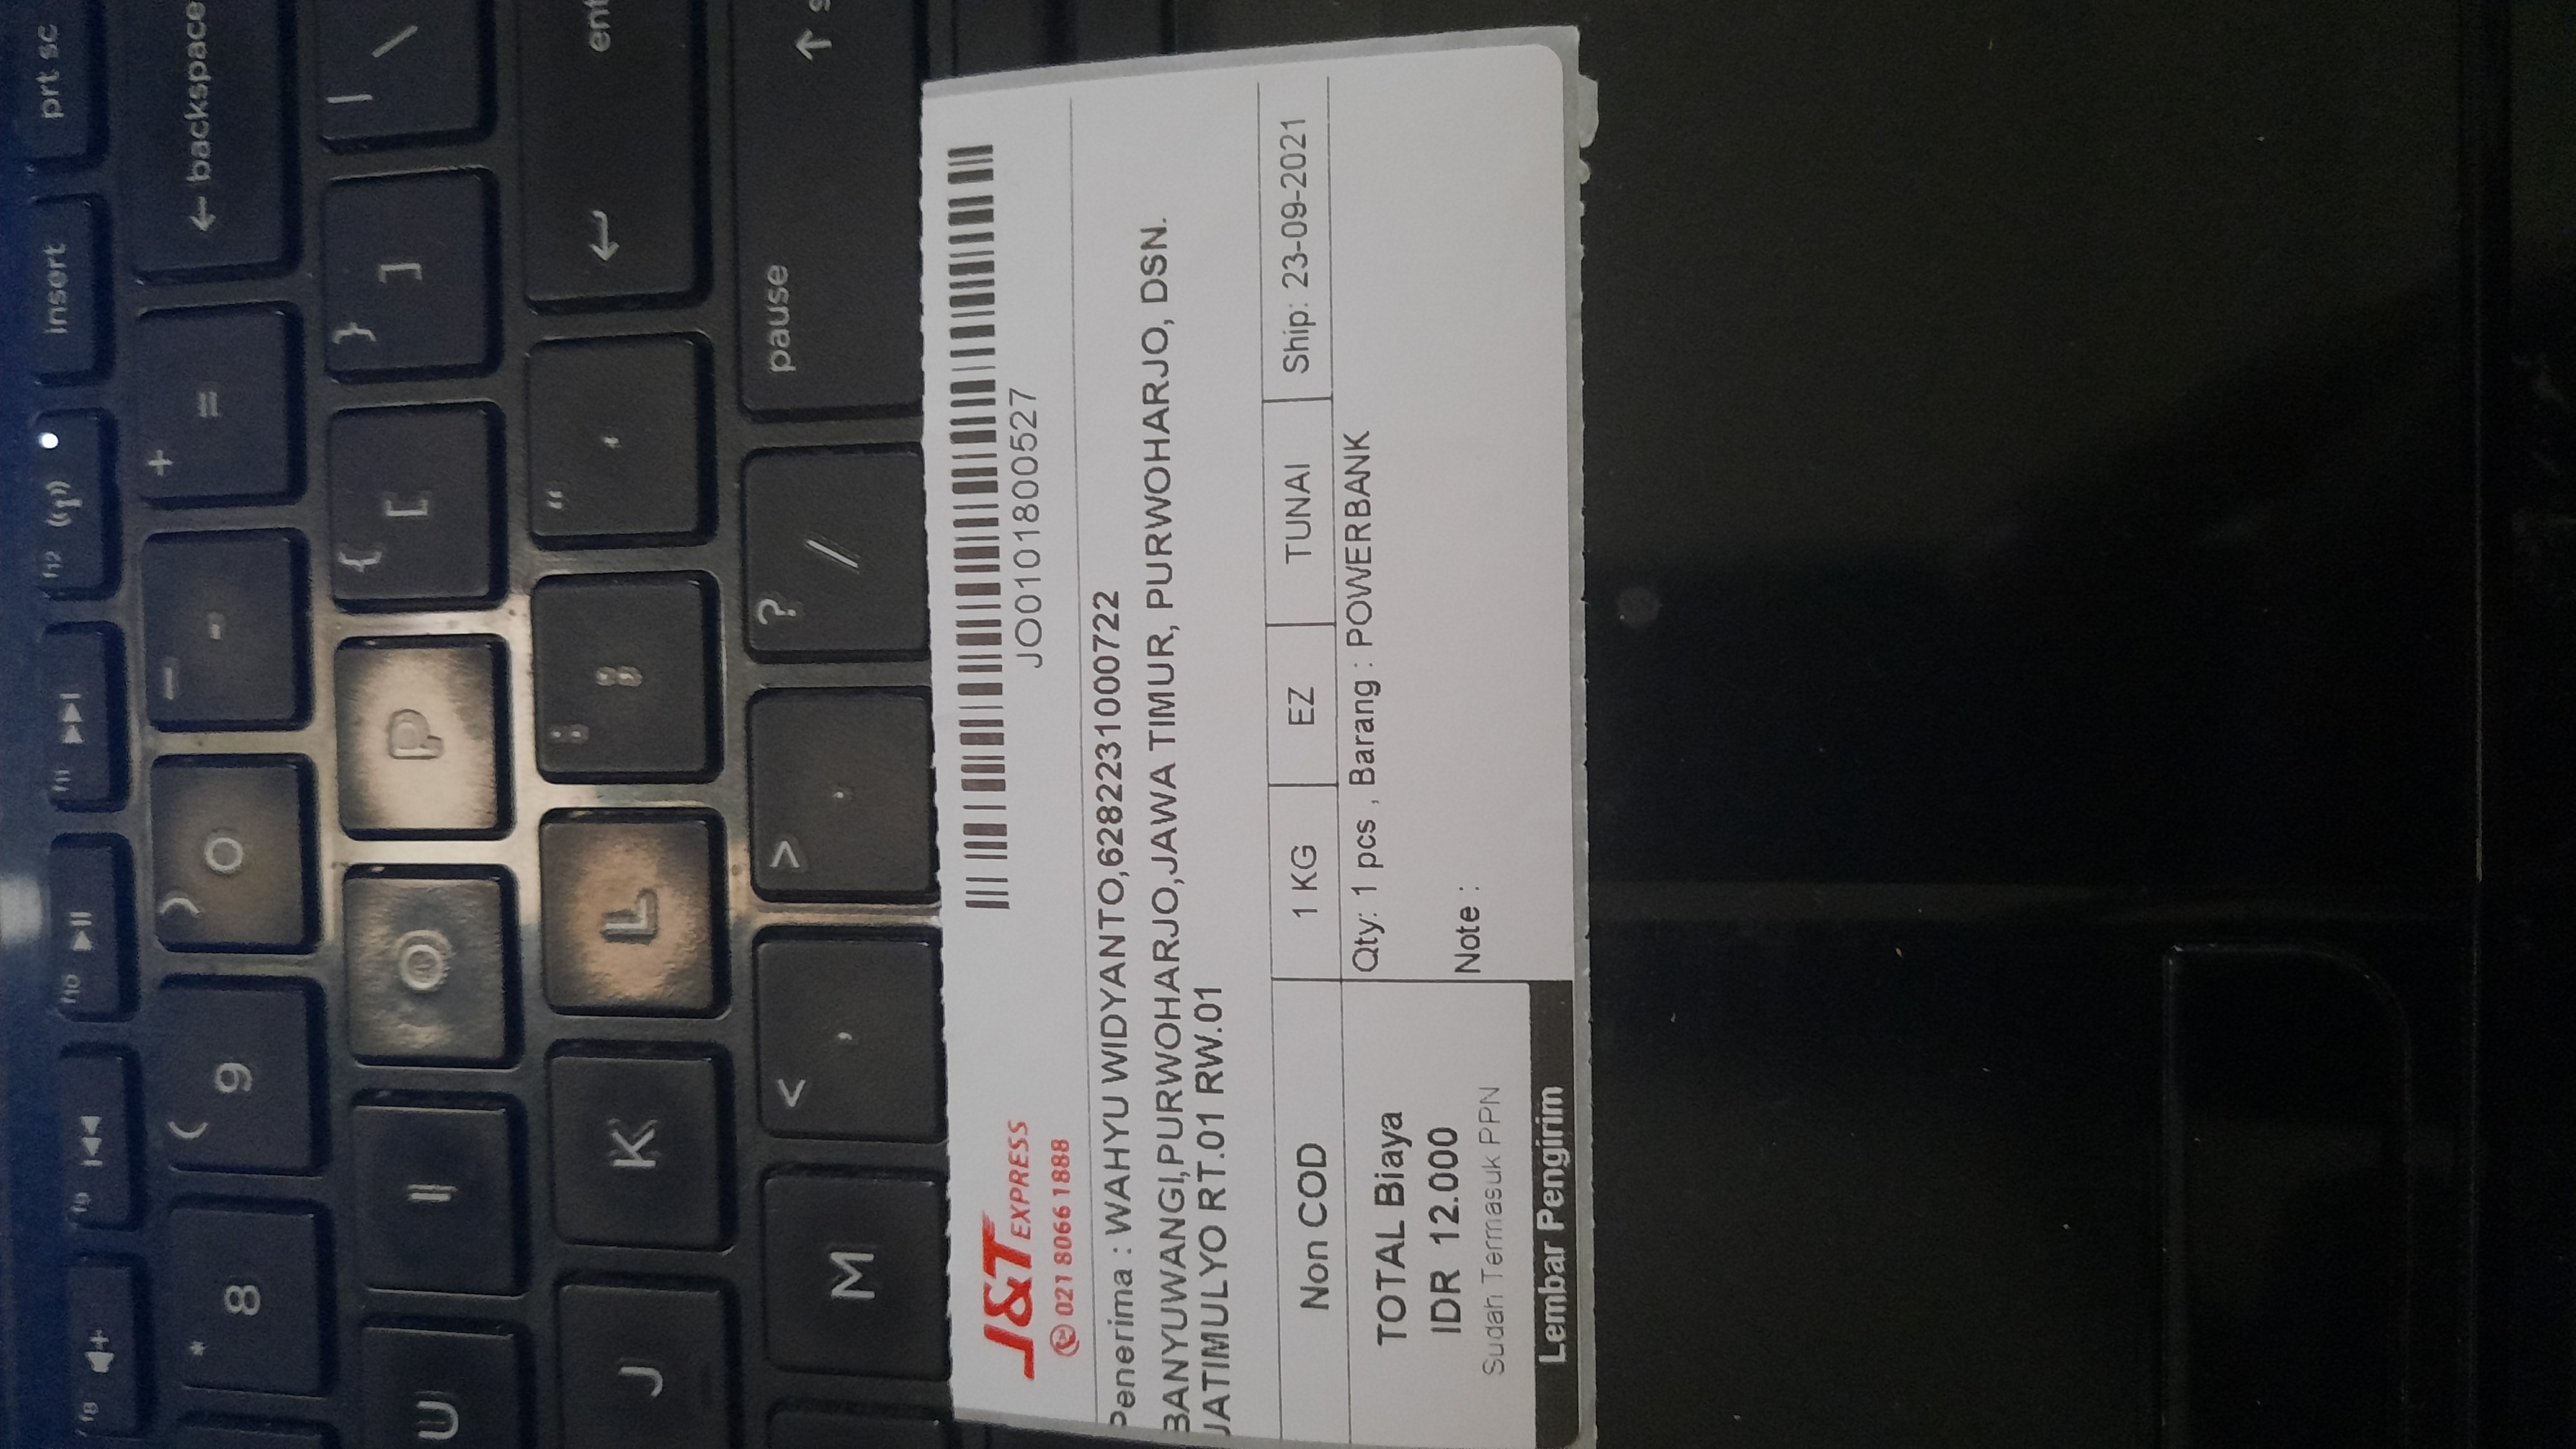 f8 f9 f10 f11 f12 insert prt sc
* 8 ( 9 ) 0 — - + = ← backspace
U I O P { [ } ] | \
J K L : ; " ' ent
M < , > . ? / pause ↑ s
J&T EXPRESS
021 8066 1888
JO0101800527
Penerima : WAHYU WIDYANTO,6282231000722
BANYUWANGI,PURWOHARJO,JAWA TIMUR, PURWOHARJO, DSN.
JATIMULYO RT.01 RW.01
Non COD 1 KG EZ TUNAI Ship: 23-09-2021
Qty: 1 pcs , Barang : POWERBANK
TOTAL Biaya
IDR 12.000
Note :
Sudah Termasuk PPN
Lembar Pengirim